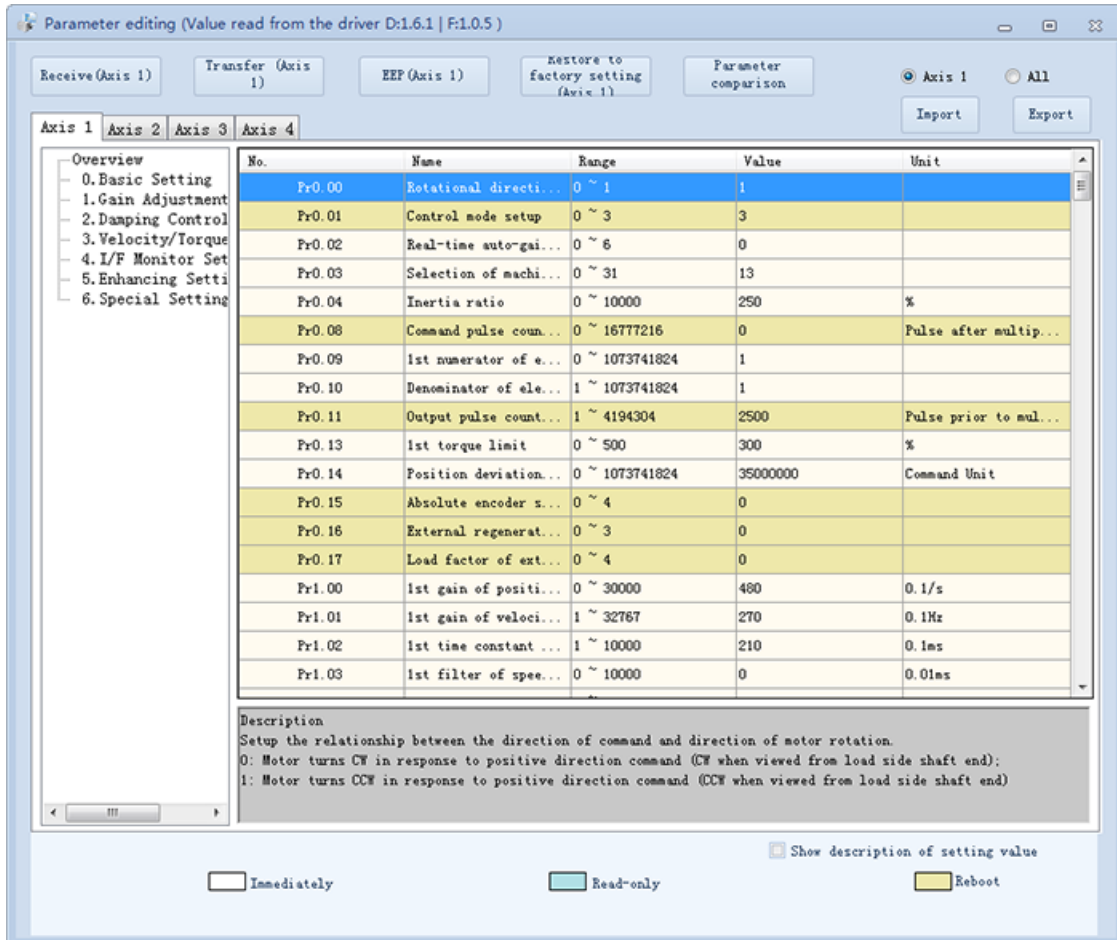 Parameter editing (Value read from the driver D:1.6.1 | F:1.0.5 )
Receive(Axis 1)
Transfer (Axis
1)
EEP(Axis 1)
Restore to
factory setting
(Axis 1)
Parameter
comparison
Axis 1
All
Import
Export
Axis 1
Axis 2
Axis 3
Axis 4
Overview
0.Basic Setting
1.Gain Adjustment
2.Damping Control
3.Velocity/Torque
4.I/F Monitor Set
5.Enhancing Setti
6.Special Setting
No. Name Range Value Unit
Pr0.00 Rotational directi... 0 ~ 1 1
Pr0.01 Control mode setup 0 ~ 3 3
Pr0.02 Real-time auto-gai... 0 ~ 6 0
Pr0.03 Selection of machi... 0 ~ 31 13
Pr0.04 Inertia ratio 0 ~ 10000 250 %
Pr0.08 Command pulse coun... 0 ~ 16777216 0 Pulse after multip...
Pr0.09 1st numerator of e... 0 ~ 1073741824 1
Pr0.10 Denominator of ele... 1 ~ 1073741824 1
Pr0.11 Output pulse count... 1 ~ 4194304 2500 Pulse prior to mul...
Pr0.13 1st torque limit 0 ~ 500 300 %
Pr0.14 Position deviation... 0 ~ 1073741824 35000000 Command Unit
Pr0.15 Absolute encoder s... 0 ~ 4 0
Pr0.16 External regenerat... 0 ~ 3 0
Pr0.17 Load factor of ext... 0 ~ 4 0
Pr1.00 1st gain of positi... 0 ~ 30000 480 0.1/s
Pr1.01 1st gain of veloci... 1 ~ 32767 270 0.1Hz
Pr1.02 1st time constant ... 1 ~ 10000 210 0.1ms
Pr1.03 1st filter of spee... 0 ~ 10000 0 0.01ms
Description
Setup the relationship between the direction of command and direction of motor rotation.
0: Motor turns CW in response to positive direction command (CW when viewed from load side shaft end);
1: Motor turns CCW in response to positive direction command (CCW when viewed from load side shaft end)
Show description of setting value
Immediately
Read-only
Reboot